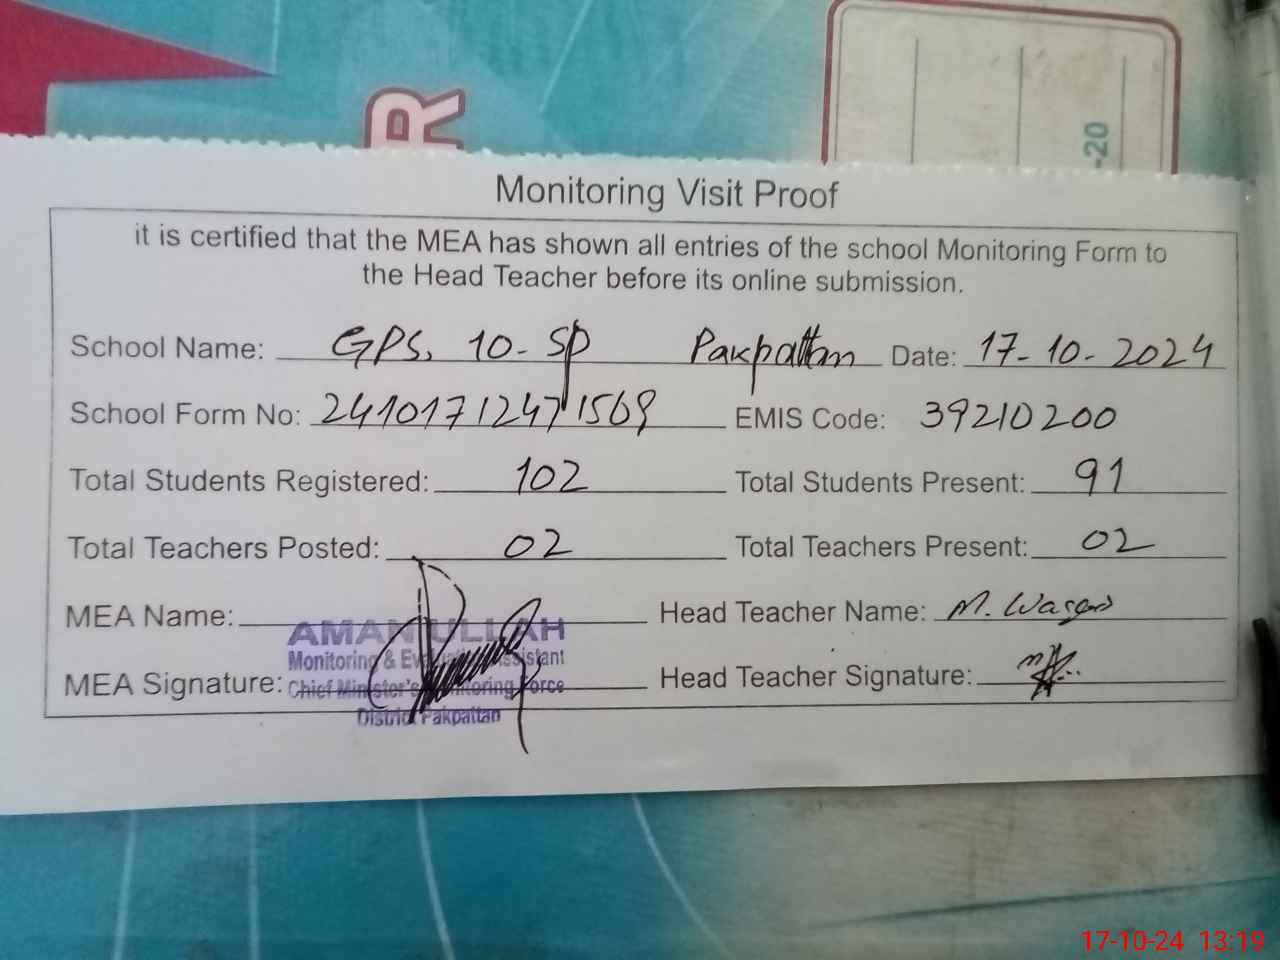 R
-20
Monitoring Visit Proof
it is certified that the MEA has shown all entries of the school Monitoring Form to
the Head Teacher before its online submission.
School Name: GPS. 10-SP Pakpattan Date: 17-10-2024
School Form No: 24101712471569 EMIS Code: 39210200
Total Students Registered: 102 Total Students Present: 91
Total Teachers Posted: 02 Total Teachers Present: 02
MEA Name: Head Teacher Name: M.
AMAN ULLAH
Monitoring & Evaluation Assistant
MEA Signature: Head Teacher Signature:
Chief Minister's Monitoring Force
District Pakpattan
17-10-24 13:19